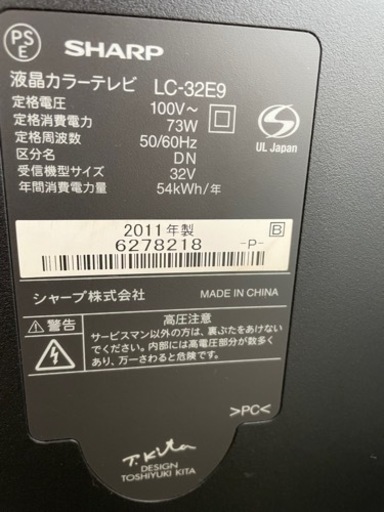 PS
E
SHARP
液晶カラーテレビ LC-32E9
定格電圧 100V～
定格消費電力 73W
定格周波数 50/60Hz
区分名 DN
受信機型サイズ 32V
年間消費電力量 54kWh/年
UL Japan
2011年製 B
6278218 -P-
シャープ株式会社 MADE IN CHINA
警告 高圧注意
サービスマン以外の方は、裏ぶたをあけない
でください。内部には高電圧部分が数多く
あり、万一さわると危険です。
>PC<
T.Kita
DESIGN
TOSHIYUKI KITA